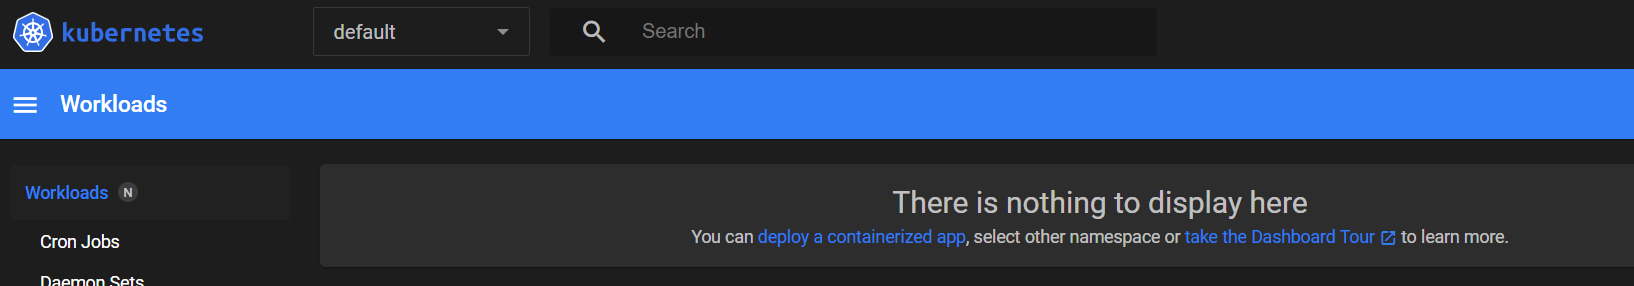 kubernetes
default
Search
Workloads
Workloads N
Cron Jobs
Daemon Sets
There is nothing to display here
You can deploy a containerized app, select other namespace or take the Dashboard Tour to learn more.